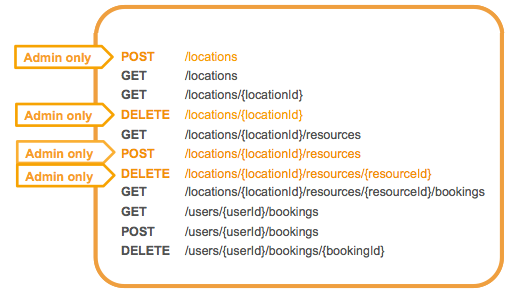 Admin only POST /locations
GET /locations
GET /locations/{locationId}
Admin only DELETE /locations/{locationId}
GET /locations/{locationId}/resources
Admin only POST /locations/{locationId}/resources
Admin only DELETE /locations/{locationId}/resources/{resourceId}
GET /locations/{locationId}/resources/{resourceId}/bookings
GET /users/{userId}/bookings
POST /users/{userId}/bookings
DELETE /users/{userId}/bookings/{bookingId}